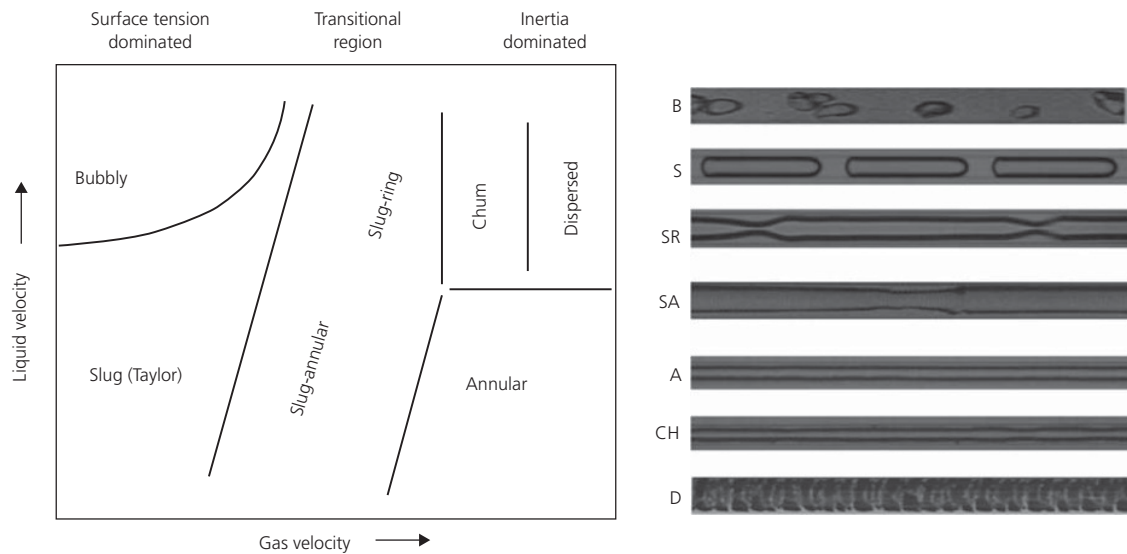 Surface tension
dominated
Transitional
region
Inertia
dominated
Bubbly
Slug-ring
Chum
Dispersed
Slug (Taylor)
Slug-annular
Annular
Liquid velocity
Gas velocity
B
S
SR
SA
A
CH
D